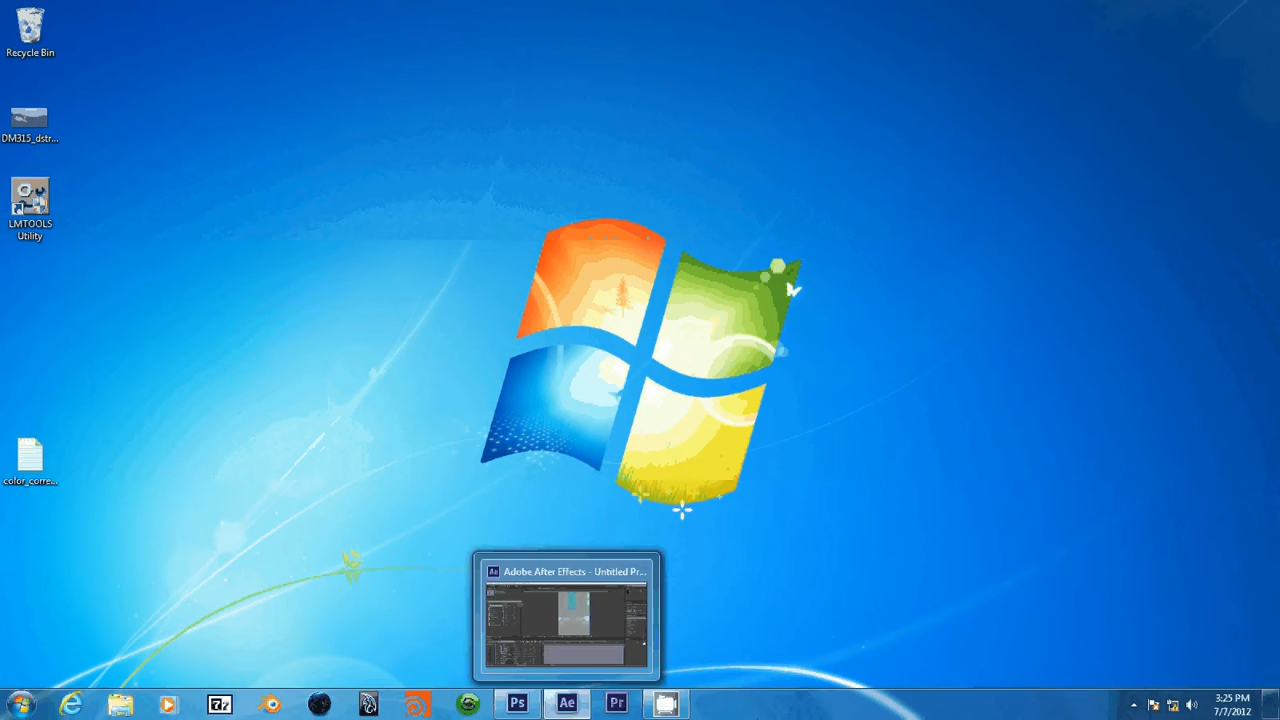 Recycle Bin
DM315_dstr...
LMTOOLS
Utility
color_corre...
Ae Adobe After Effects - Untitled Pr...
Ps
Ae
Pr
3:25 PM
7/7/2012